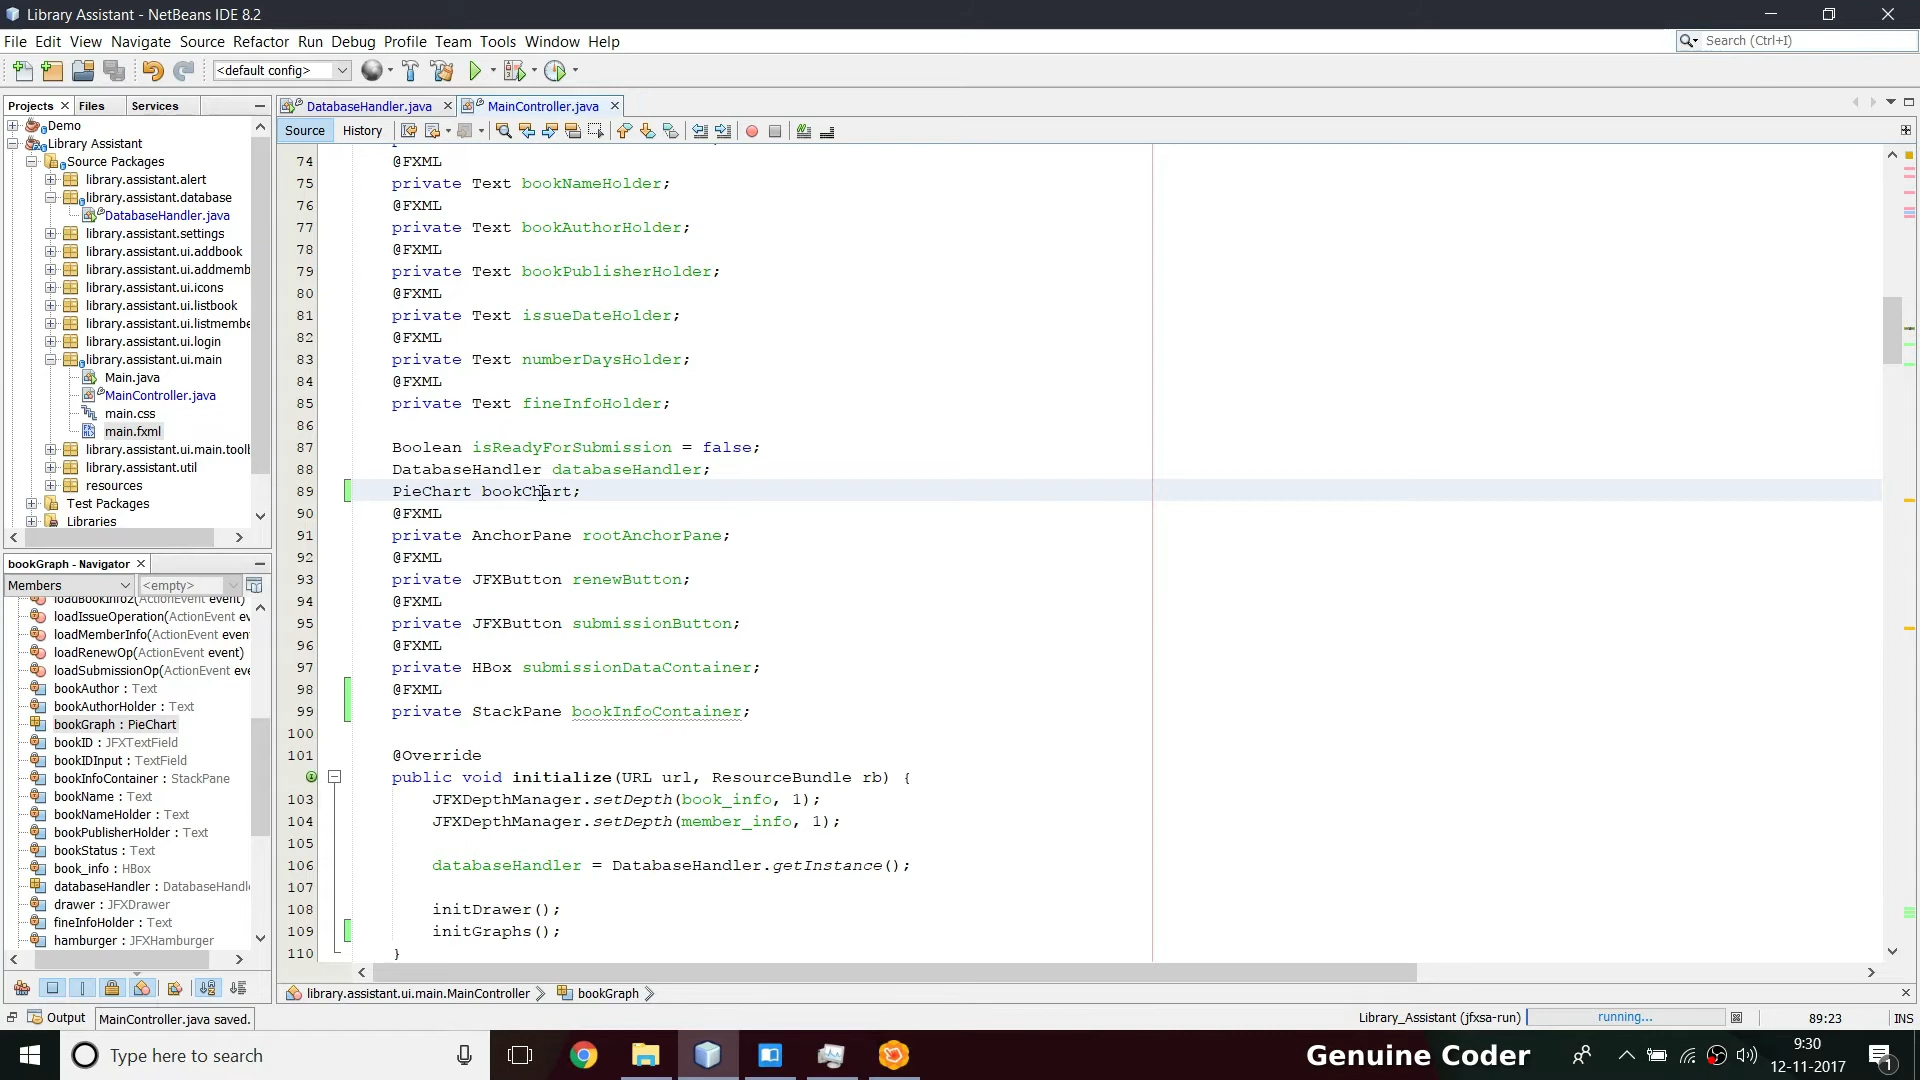 Library Assistant - NetBeans IDE 8.2
File Edit View Navigate Source Refactor Run Debug Profile Team Tools Window Help
Search (Ctrl+I)
<default config>
Projects Files Services
DatabaseHandler.java MainController.java
Source History
Demo
Library Assistant
Source Packages
library.assistant.alert
library.assistant.database
DatabaseHandler.java
library.assistant.settings
library.assistant.ui.addbook
library.assistant.ui.addmemb
library.assistant.ui.icons
library.assistant.ui.listbook
library.assistant.ui.listmembe
library.assistant.ui.login
library.assistant.ui.main
Main.java
MainController.java
main.css
main.fxml
library.assistant.ui.main.toolb
library.assistant.util
resources
Test Packages
Libraries
bookGraph - Navigator
Members <empty>
loadBookInfo2(ActionEvent event)
loadIssueOperation(ActionEvent ev
loadMemberInfo(ActionEvent even
loadRenewOp(ActionEvent event)
loadSubmissionOp(ActionEvent eve
bookAuthor : Text
bookAuthorHolder : Text
bookGraph : PieChart
bookID : JFXTextField
bookIDInput : TextField
bookInfoContainer : StackPane
bookName : Text
bookNameHolder : Text
bookPublisherHolder : Text
bookStatus : Text
book_info : HBox
databaseHandler : DatabaseHandl
drawer : JFXDrawer
fineInfoHolder : Text
hamburger : JFXHamburger
74 @FXML
75 private Text bookNameHolder;
76 @FXML
77 private Text bookAuthorHolder;
78 @FXML
79 private Text bookPublisherHolder;
80 @FXML
81 private Text issueDateHolder;
82 @FXML
83 private Text numberDaysHolder;
84 @FXML
85 private Text fineInfoHolder;
86
87 Boolean isReadyForSubmission = false;
88 DatabaseHandler databaseHandler;
89 PieChart bookChart;
90 @FXML
91 private AnchorPane rootAnchorPane;
92 @FXML
93 private JFXButton renewButton;
94 @FXML
95 private JFXButton submissionButton;
96 @FXML
97 private HBox submissionDataContainer;
98 @FXML
99 private StackPane bookInfoContainer;
100
101 @Override
public void initialize(URL url, ResourceBundle rb) {
103 JFXDepthManager.setDepth(book_info, 1);
104 JFXDepthManager.setDepth(member_info, 1);
105
106 databaseHandler = DatabaseHandler.getInstance();
107
108 initDrawer();
109 initGraphs();
110 }
library.assistant.ui.main.MainController bookGraph
Output MainController.java saved. Library_Assistant (jfxsa-run) running... 89:23 INS
Type here to search
Genuine Coder
9:30
12-11-2017
1